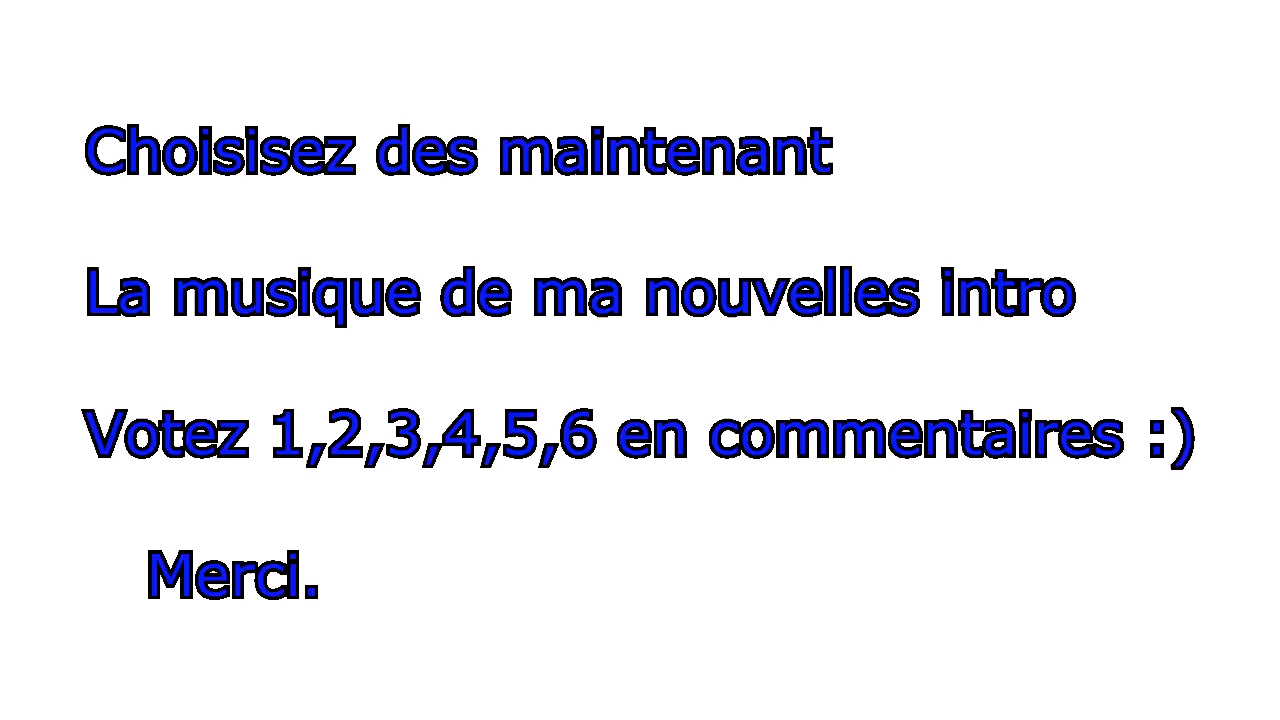 Choisisez des maintenant
La musique de ma nouvelles intro
Votez 1,2,3,4,5,6 en commentaires :)
Merci.